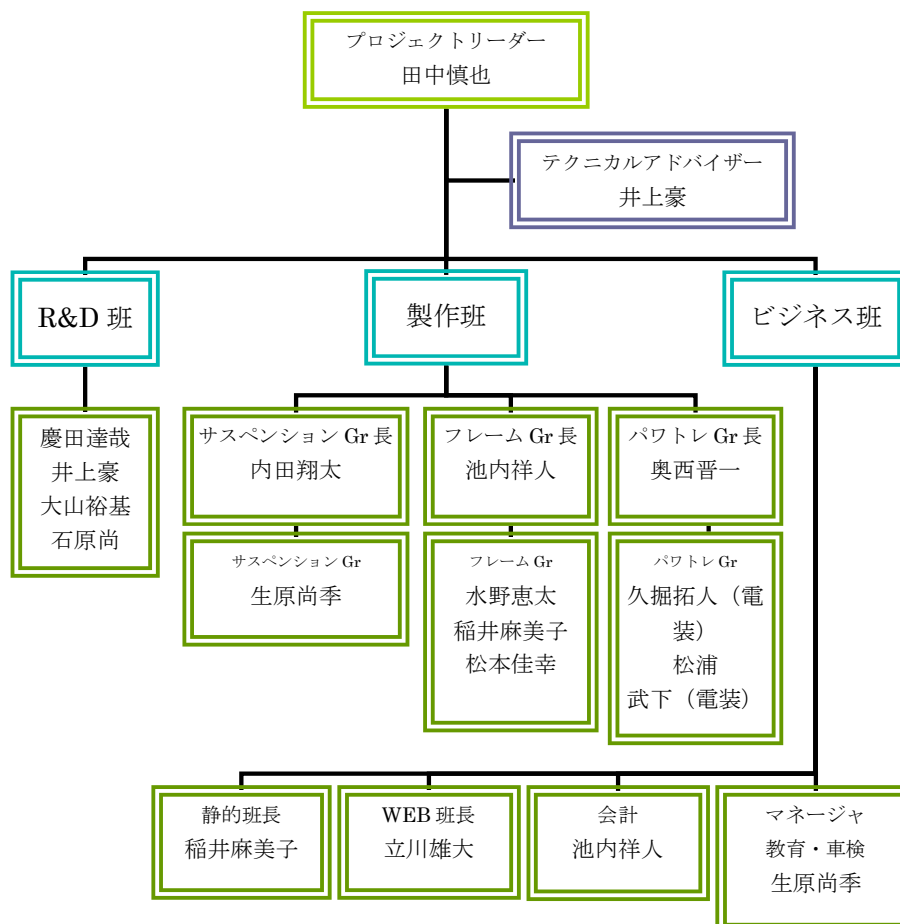 プロジェクトリーダー
田中慎也
テクニカルアドバイザー
井上豪
R&D 班
製作班
ビジネス班
慶田達哉
井上豪
大山裕基
石原尚
サスペンション Gr 長
内田翔太
フレーム Gr 長
池内祥人
パワトレ Gr 長
奥西晋一
サスペンション Gr
生原尚季
フレーム Gr
水野恵太
稲井麻美子
松本佳幸
パワトレ Gr
久掘拓人（電
装）
松浦
武下（電装）
静的班長
稲井麻美子
WEB 班長
立川雄大
会計
池内祥人
マネージャ
教育・車検
生原尚季